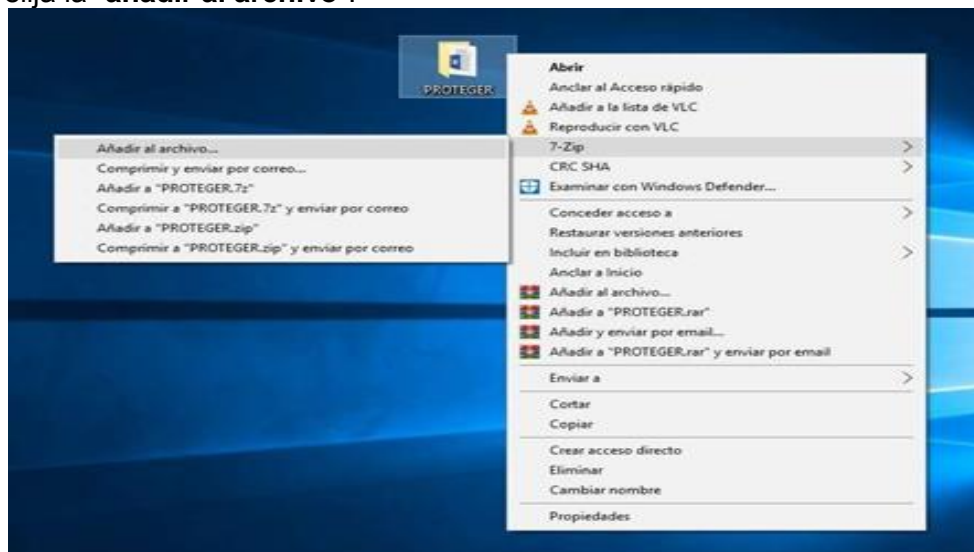 elija la "añadir al archivo".
PROTEGER
Abrir
Anclar al Acceso rápido
Añadir a la lista de VLC
Reproducir con VLC
7-Zip
CRC SHA
Examinar con Windows Defender...
Conceder acceso a
Restaurar versiones anteriores
Incluir en biblioteca
Anclar a Inicio
Añadir al archivo...
Añadir a "PROTEGER.rar"
Añadir y enviar por email...
Añadir a "PROTEGER.rar" y enviar por email
Enviar a
Cortar
Copiar
Crear acceso directo
Eliminar
Cambiar nombre
Propiedades
Añadir al archivo...
Comprimir y enviar por correo...
Añadir a "PROTEGER.7z"
Comprimir a "PROTEGER.7z" y enviar por correo
Añadir a "PROTEGER.zip"
Comprimir a "PROTEGER.zip" y enviar por correo